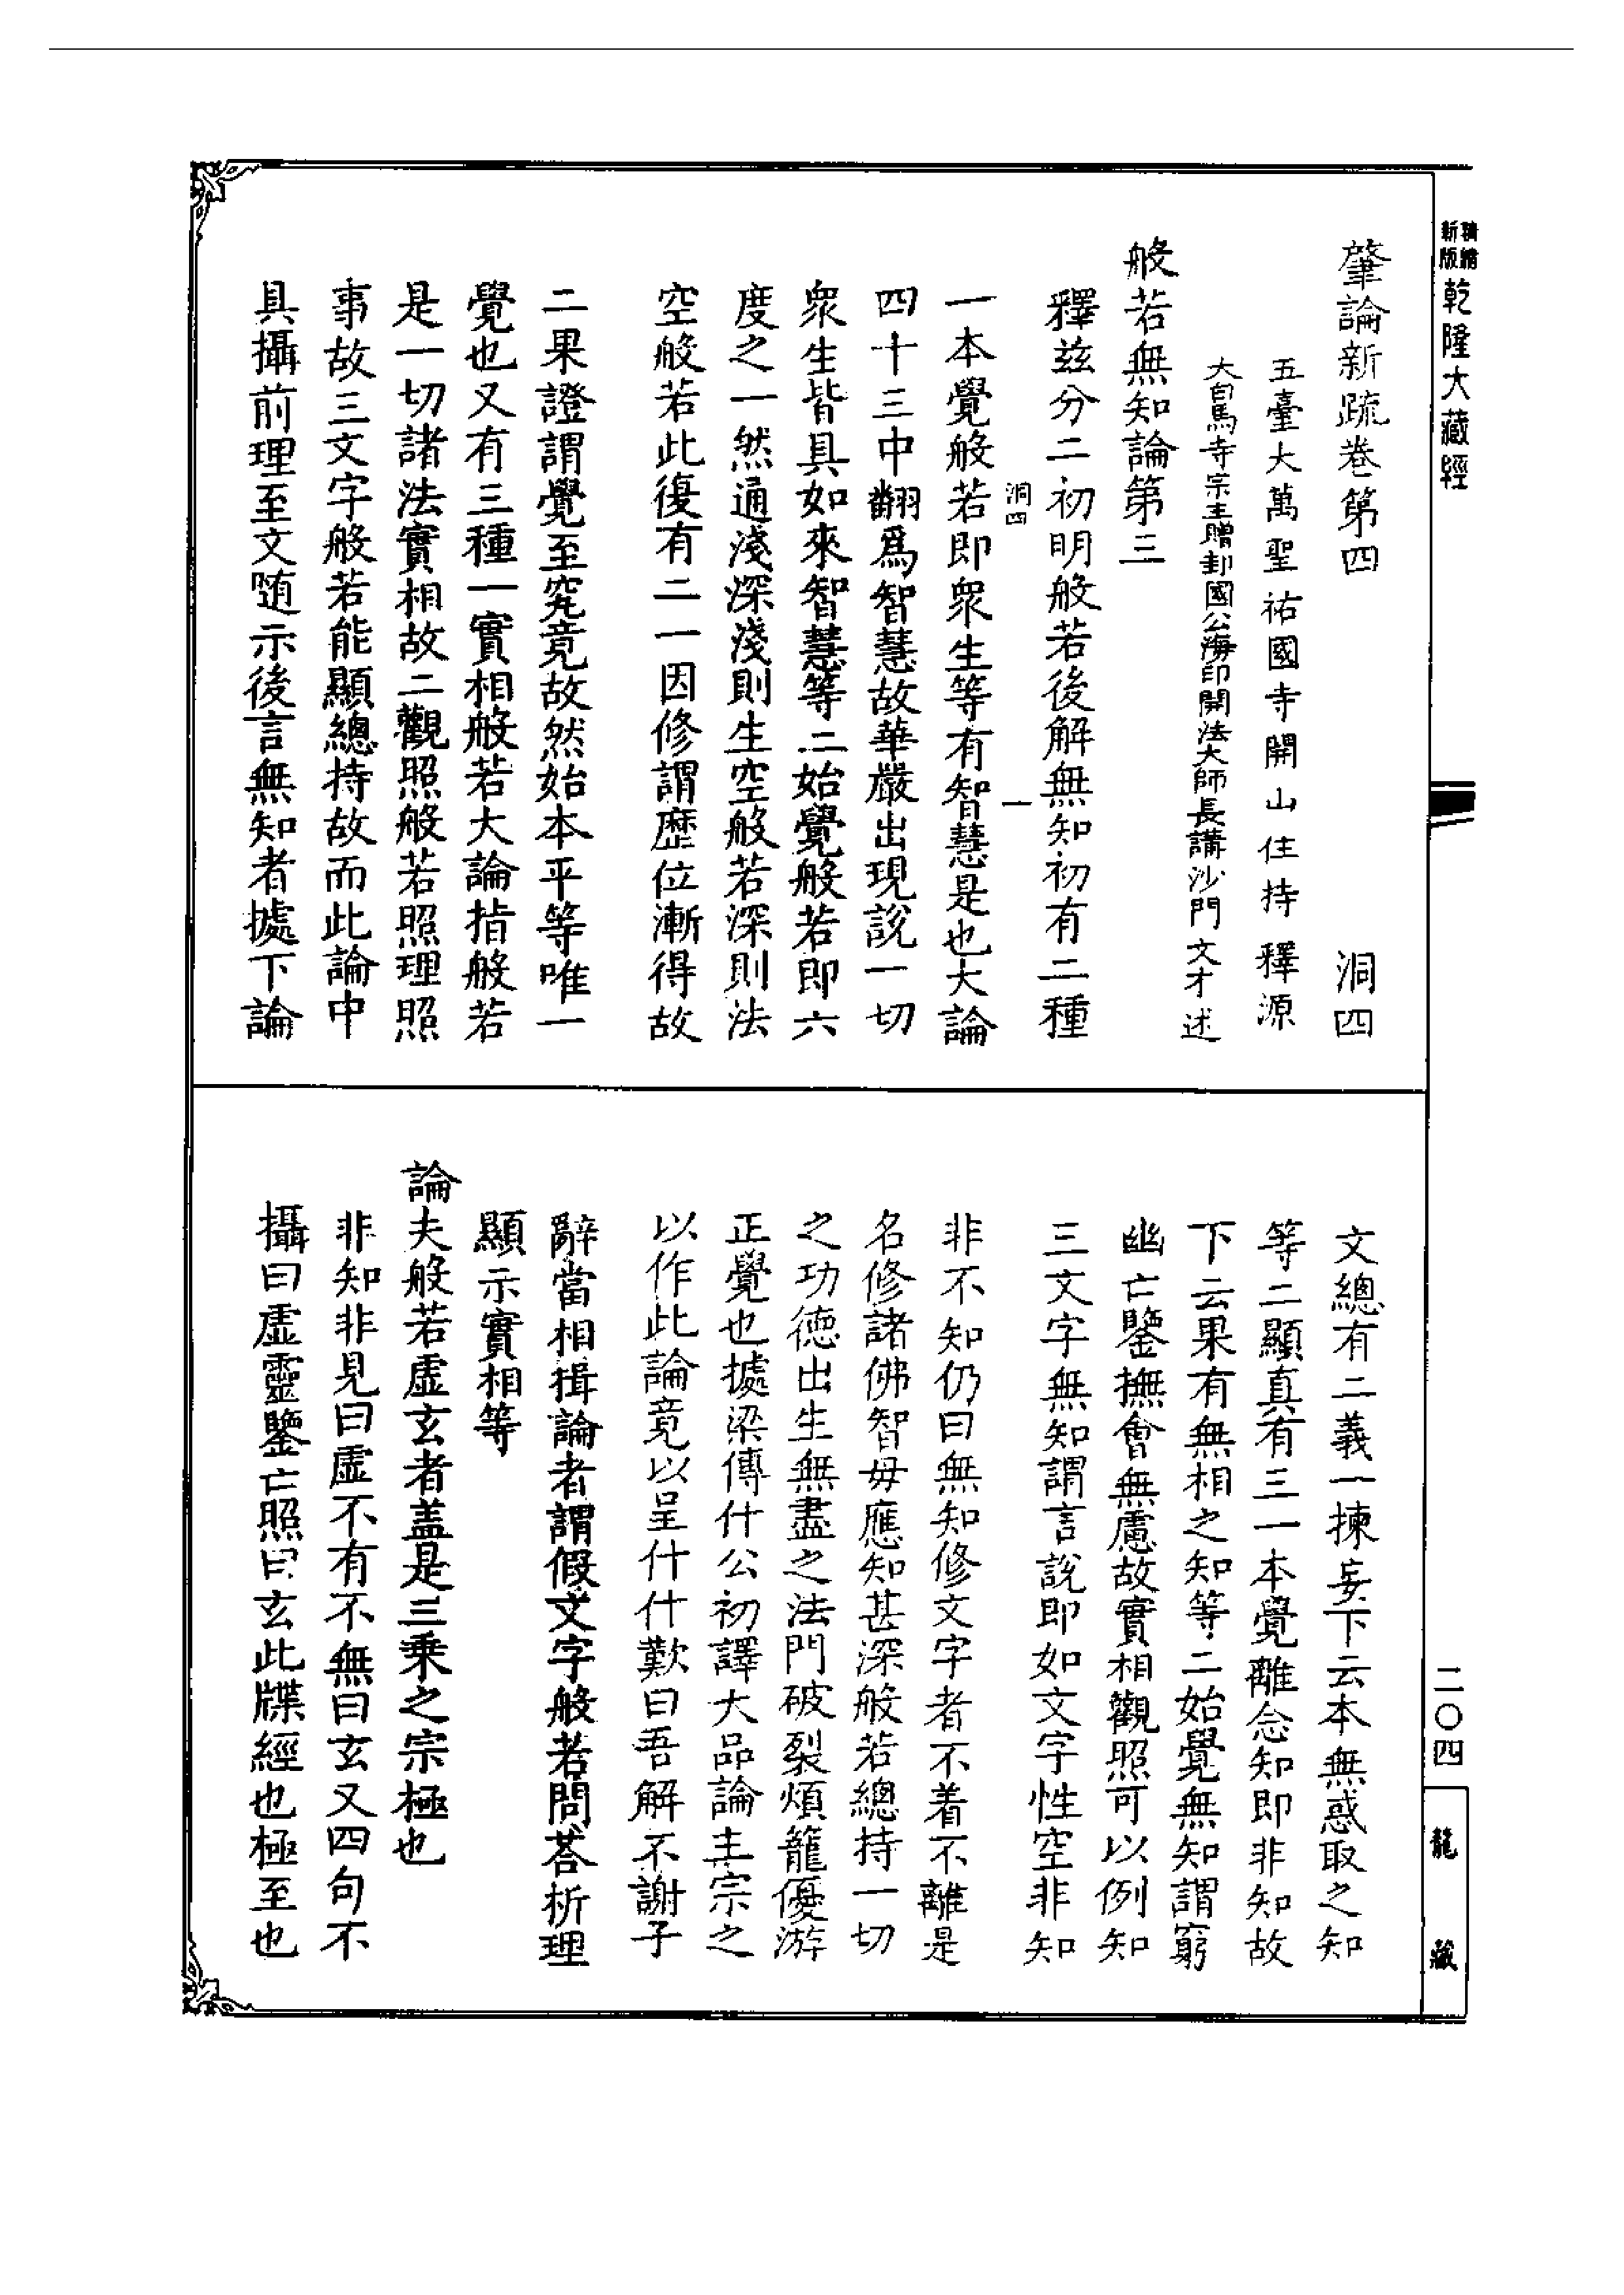 精縮新版乾隆大藏經
肇論新疏卷第四 洞四
五臺大萬聖祐國寺開山住持釋源
大白馬寺宗主贈封國公海印開法大師長講沙門文才述
般若無知論第三
釋兹分二初明般若後解無知初有二種
洞四 一
一本覺般若即衆生等有智慧是也大論
四十三中翻爲智慧故華嚴出現說一切
衆生皆具如來智慧等二始覺般若即六
度之一然通淺深淺則生空般若深則法
空般若此復有二一因修謂歷位漸得故
二果證謂覺至究竟故然始本平等唯一
覺也又有三種一實相般若大論指般若
是一切諸法實相故二觀照般若照理照
事故三文字般若能顯總持故而此論中
具攝前理至文随示後言無知者據下論
文總有二義一揀妄下云本無惑取之知
等二顯真有三一本覺離念知即非知故
下云果有無相之知等二始覺無知謂窮
幽亡鑒撫會無慮故實相觀照可以例知
三文字無知謂言說即如文字性空非知
非不知仍曰無知修文字者不着不離是
名修諸佛智毋應知甚深般若總持一切
之功德出生無盡之法門破裂煩籠優游
正覺也據梁傳什公初譯大品論主宗之
以作此論竟以呈什什歎曰吾解不謝子
辭當相揖論者謂假文字般若問荅析理
顯示實相等
論夫般若虛玄者盖是三乘之宗極也
非知非見曰虛不有不無曰玄又四句不
攝曰虛靈鑒亡照曰玄此牒經也極至也
二〇四
龍藏